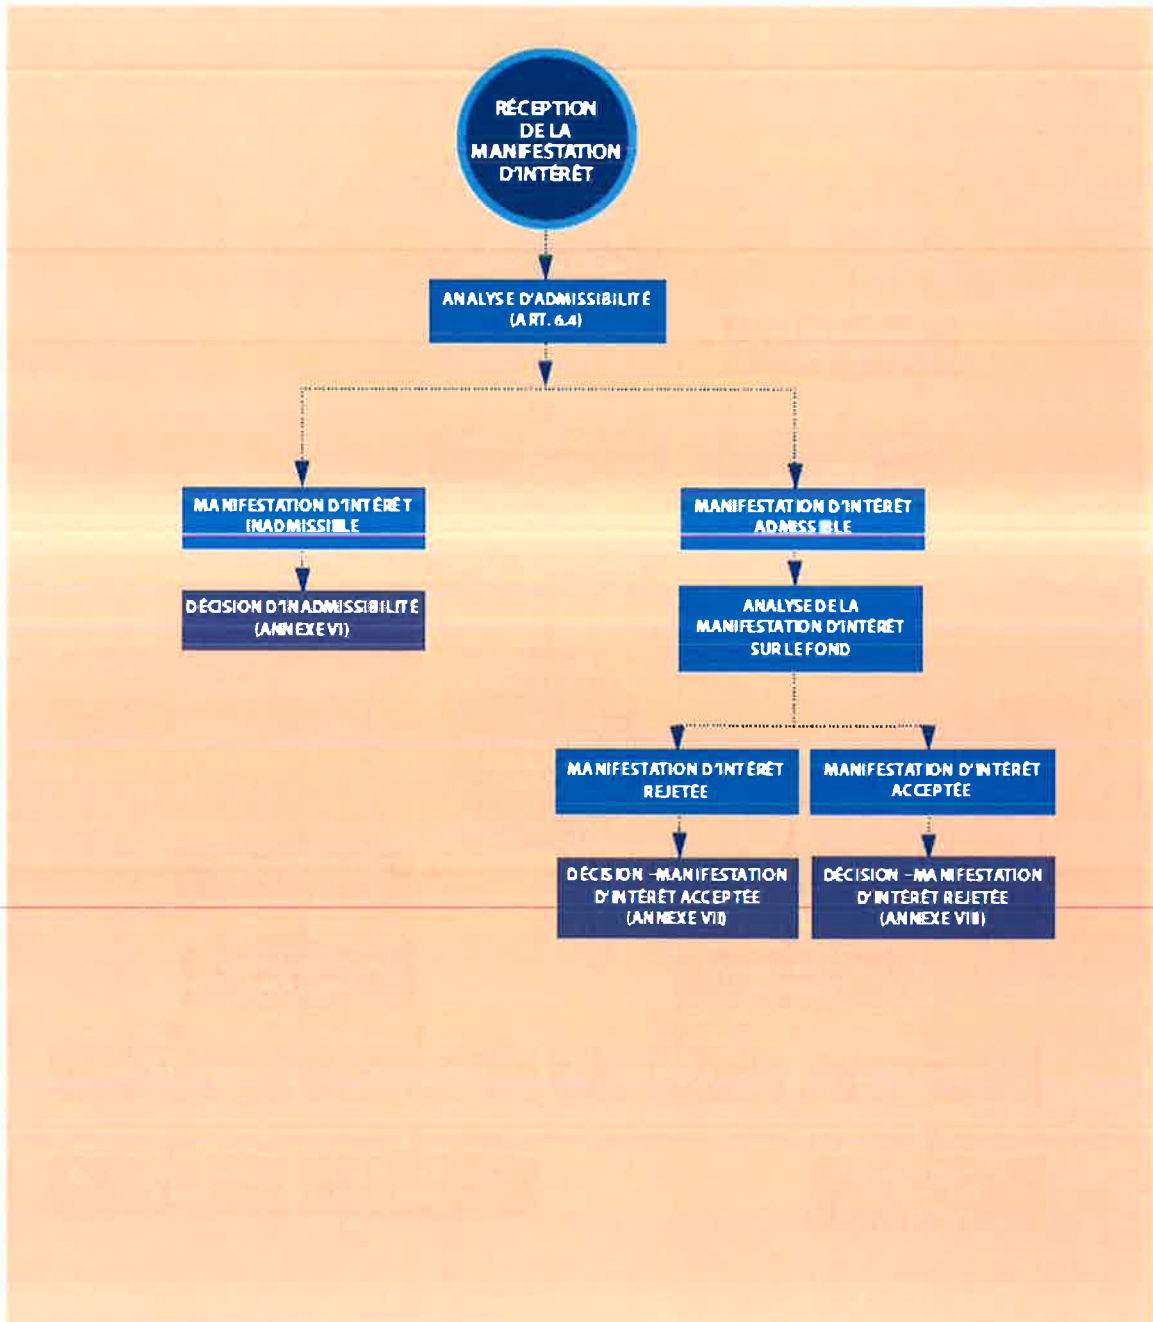 RÉCEPTION
DE LA
MANIFESTATION
D'INTÉRÊT
ANALYSE D'ADMISSIBILITÉ
(ART. 6.4)
MANIFESTATION D'INTÉRÊT
INADMISSIBLE
DÉCISION D'INADMISSIBILITÉ
(ANNEXE VI)
MANIFESTATION D'INTÉRÊT
ADMISSIBLE
ANALYSE DE LA
MANIFESTATION D'INTÉRÊT
SUR LE FOND
MANIFESTATION D'INTÉRÊT
REJETÉE
MANIFESTATION D'INTÉRÊT
ACCEPTÉE
DÉCISION –MANIFESTATION
D'INTÉRÊT ACCEPTÉE
(ANNEXE VII)
DÉCISION –MANIFESTATION
D'INTÉRÊT REJETÉE
(ANNEXE VIII)